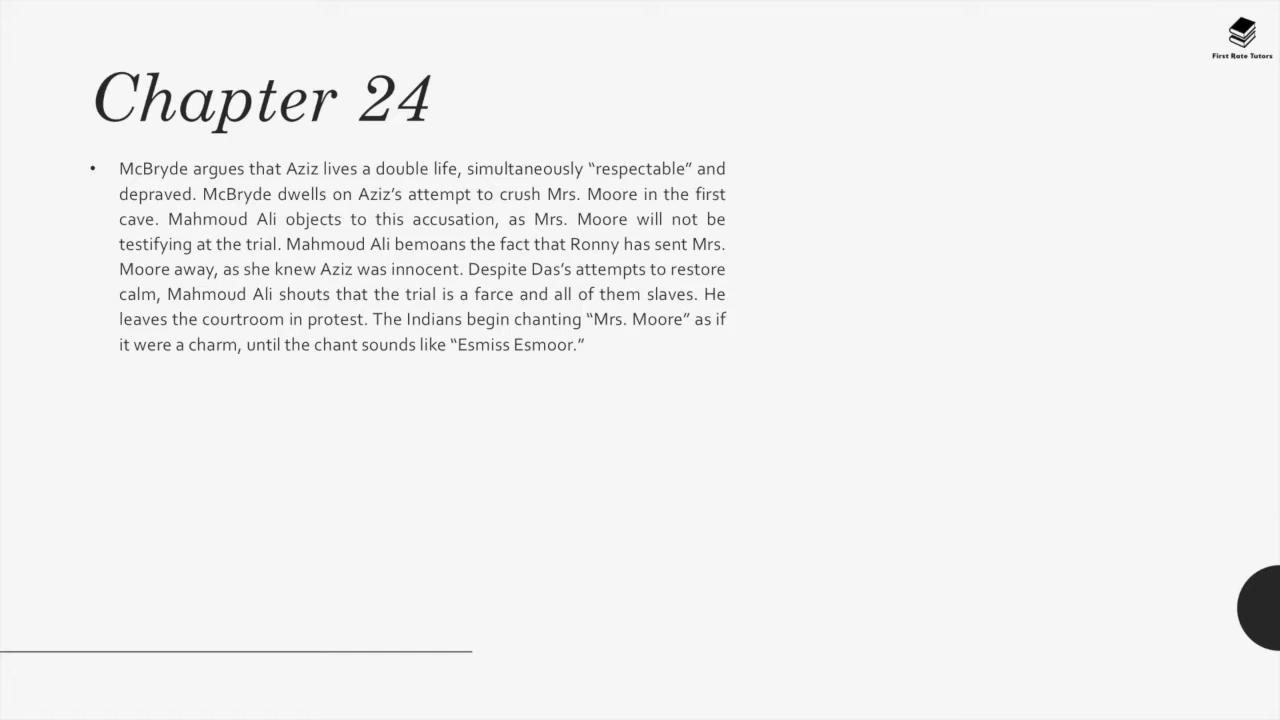 First Rate Tutors
Chapter 24
• McBryde argues that Aziz lives a double life, simultaneously “respectable” and
depraved. McBryde dwells on Aziz’s attempt to crush Mrs. Moore in the first
cave. Mahmoud Ali objects to this accusation, as Mrs. Moore will not be
testifying at the trial. Mahmoud Ali bemoans the fact that Ronny has sent Mrs.
Moore away, as she knew Aziz was innocent. Despite Das’s attempts to restore
calm, Mahmoud Ali shouts that the trial is a farce and all of them slaves. He
leaves the courtroom in protest. The Indians begin chanting “Mrs. Moore” as if
it were a charm, until the chant sounds like “Esmiss Esmoor.”